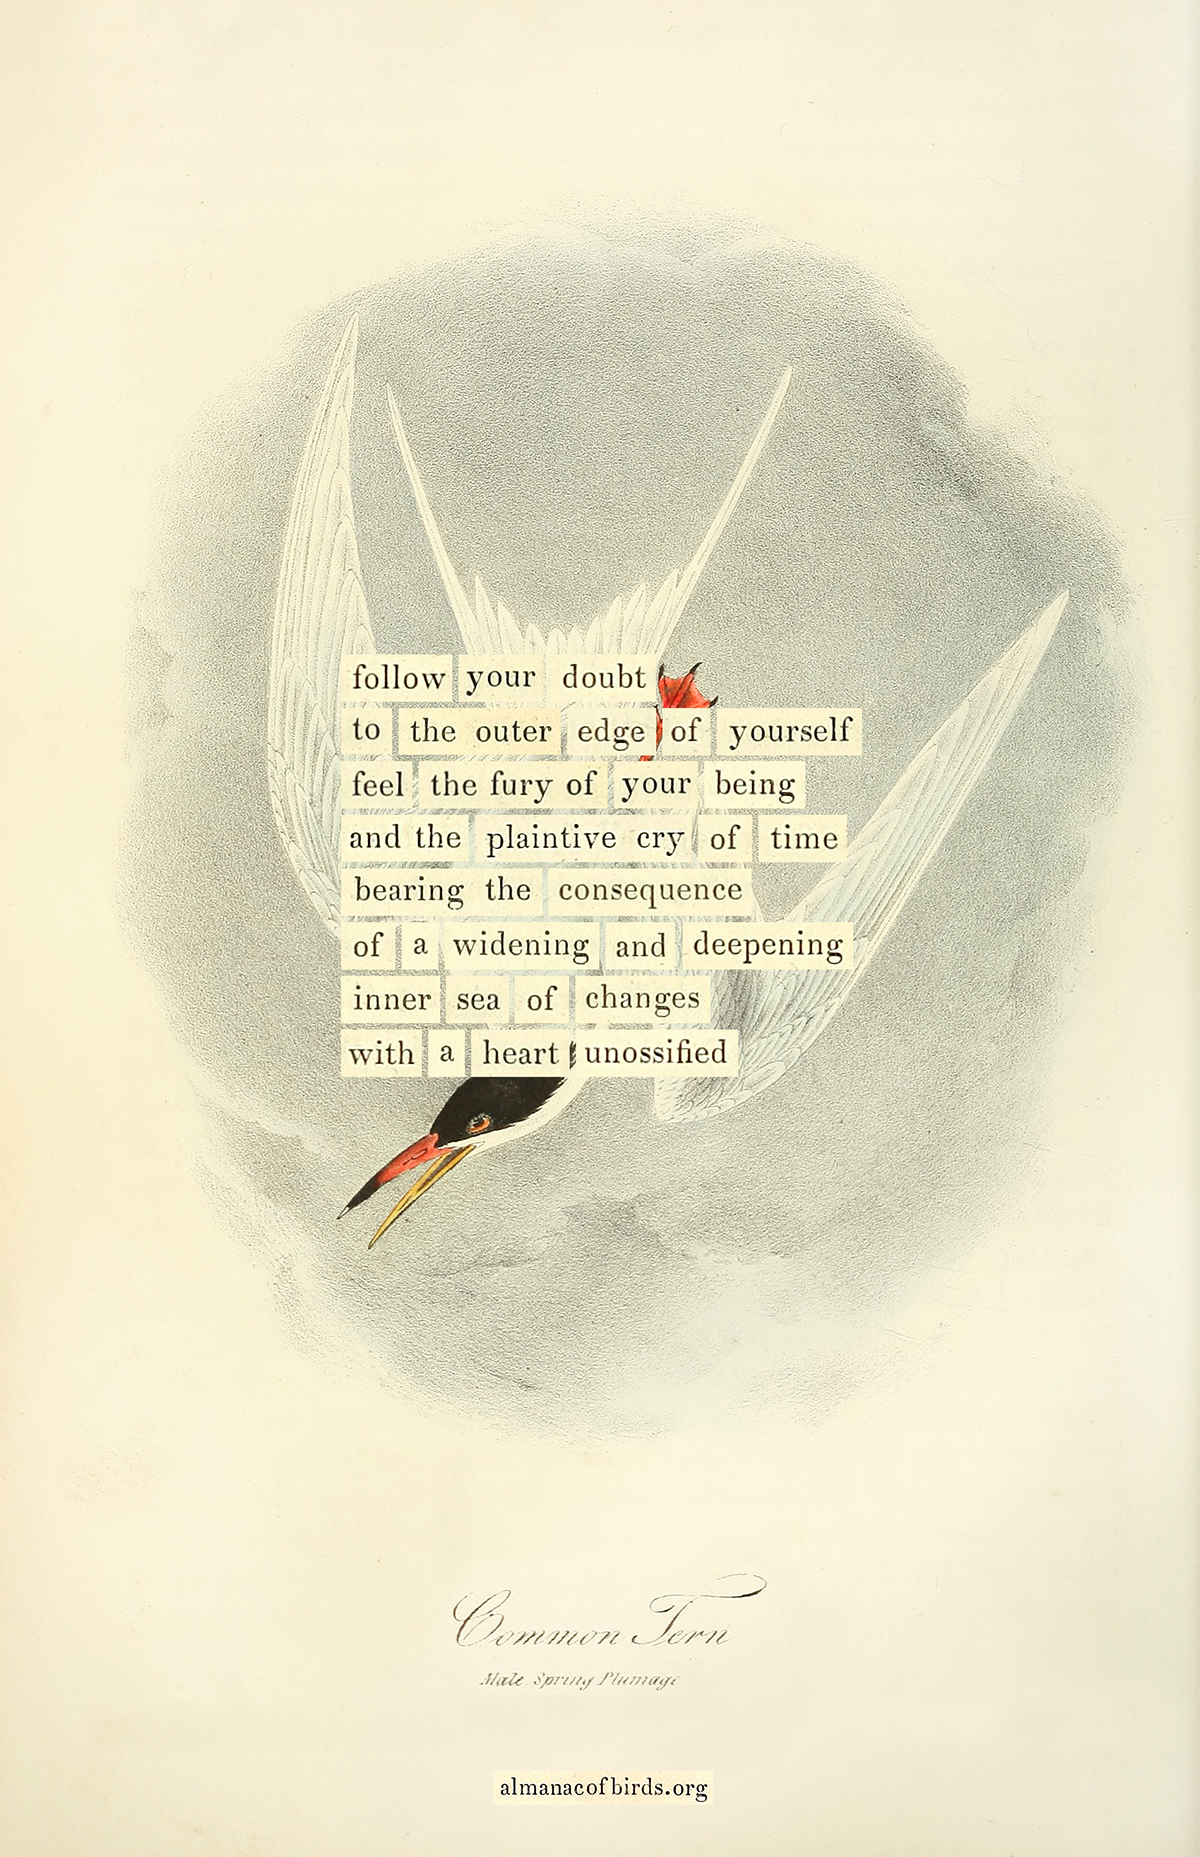 follow your doubt
to the outer edge of yourself
feel the fury of your being
and the plaintive cry of time
bearing the consequence
of a widening and deepening
inner sea of changes
with a heart unossified
Common Tern
Male Spring Plumage
almanacofbirds.org